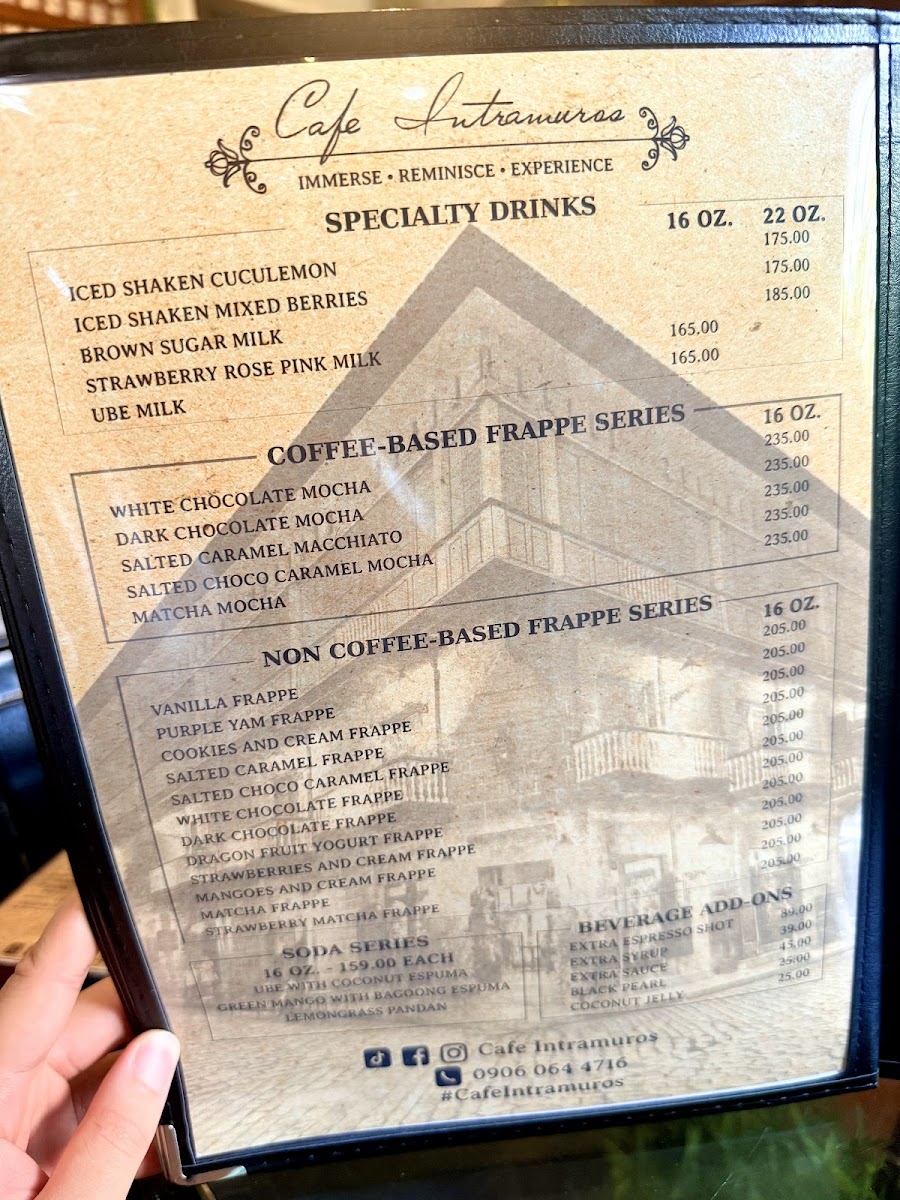 Cafe Intramuros
IMMERSE • REMINISCE • EXPERIENCE
SPECIALTY DRINKS 16 OZ. 22 OZ.
ICED SHAKEN CUCULEMON 175.00
ICED SHAKEN MIXED BERRIES 175.00
BROWN SUGAR MILK 185.00
STRAWBERRY ROSE PINK MILK 165.00
UBE MILK 165.00
COFFEE-BASED FRAPPE SERIES 16 OZ.
WHITE CHOCOLATE MOCHA 235.00
DARK CHOCOLATE MOCHA 235.00
SALTED CARAMEL MACCHIATO 235.00
SALTED CHOCO CARAMEL MOCHA 235.00
MATCHA MOCHA 235.00
NON COFFEE-BASED FRAPPE SERIES 16 OZ.
VANILLA FRAPPE 205.00
PURPLE YAM FRAPPE 205.00
COOKIES AND CREAM FRAPPE 205.00
SALTED CARAMEL FRAPPE 205.00
SALTED CHOCO CARAMEL FRAPPE 205.00
WHITE CHOCOLATE FRAPPE 205.00
DARK CHOCOLATE FRAPPE 205.00
DRAGON FRUIT YOGURT FRAPPE 205.00
STRAWBERRIES AND CREAM FRAPPE 205.00
MANGOES AND CREAM FRAPPE 205.00
MATCHA FRAPPE 205.00
STRAWBERRY MATCHA FRAPPE 205.00
SODA SERIES
16 OZ. - 159.00 EACH
UBE WITH COCONUT ESPUMA
GREEN MANGO WITH BAGOONG ESPUMA
LEMONGRASS PANDAN
BEVERAGE ADD-ONS
EXTRA ESPRESSO SHOT 89.00
EXTRA SYRUP 39.00
EXTRA SAUCE 45.00
BLACK PEARL 25.00
COCONUT JELLY 25.00
Cafe Intramuros
0906 064 4716
#CafeIntramuros